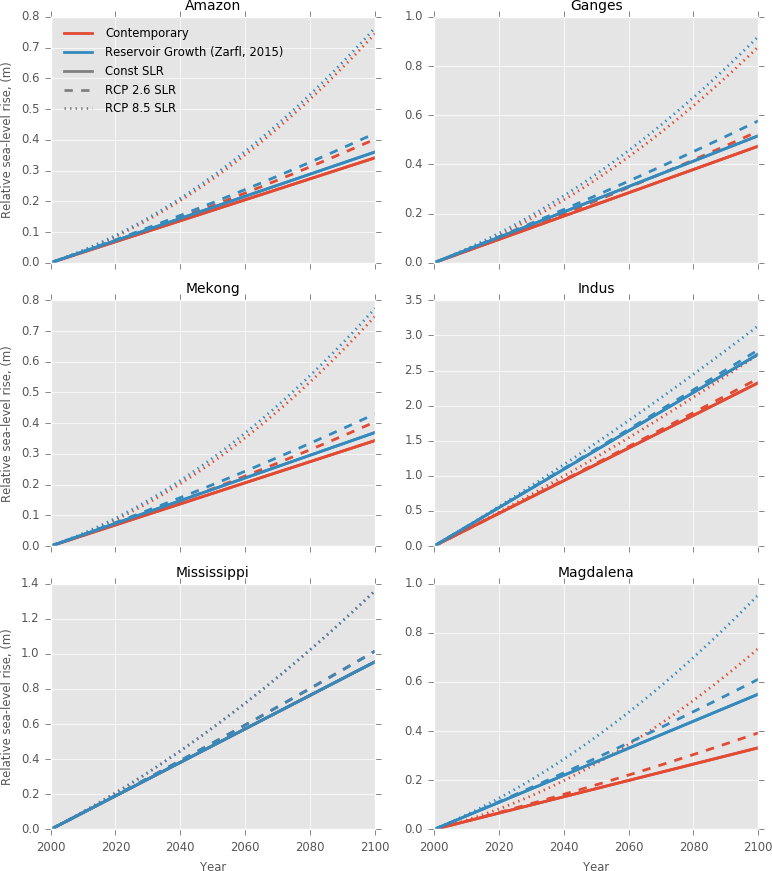 Amazon
Ganges
0.8
0.7
0.6
0.5
0.4
0.3
0.2
0.1
0.0
Relative sea-level rise, (m)
Contemporary
Reservoir Growth (Zarfl, 2015)
Const SLR
RCP 2.6 SLR
RCP 8.5 SLR
1.0
0.8
0.6
0.4
0.2
0.0
Mekong
Indus
0.8
0.7
0.6
0.5
0.4
0.3
0.2
0.1
0.0
Relative sea-level rise, (m)
3.5
3.0
2.5
2.0
1.5
1.0
0.5
0.0
Mississippi
Magdalena
1.4
1.2
1.0
0.8
0.6
0.4
0.2
0.0
Relative sea-level rise, (m)
2000 2020 2040 2060 2080 2100
Year
1.0
0.8
0.6
0.4
0.2
0.0
2000 2020 2040 2060 2080 2100
Year